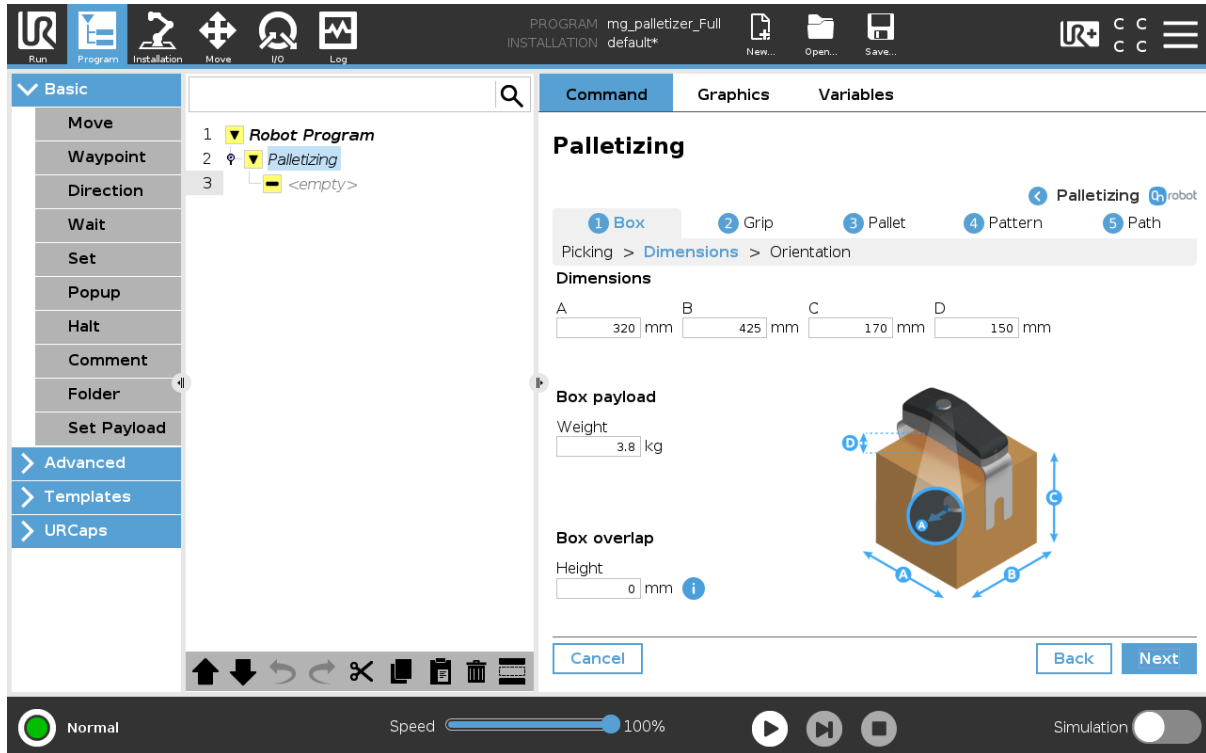 UR
Run
Program
Installation
Move
I/O
Log
PROGRAM mg_palletizer_Full
INSTALLATION default*
New...
Open...
Save...
UR+
C C
C C
Basic
Move
Waypoint
Direction
Wait
Set
Popup
Halt
Comment
Folder
Set Payload
Advanced
Templates
URCaps
1 Robot Program
2 Palletizing
3 <empty>
Command Graphics Variables
Palletizing
Palletizing On robot
1 Box 2 Grip 3 Pallet 4 Pattern 5 Path
Picking > Dimensions > Orientation
Dimensions
A B C D
320 mm 425 mm 170 mm 150 mm
Box payload
Weight
3.8 kg
D
C
A
A B
Box overlap
Height
0 mm i
Cancel Back Next
Normal
Speed 100%
Simulation